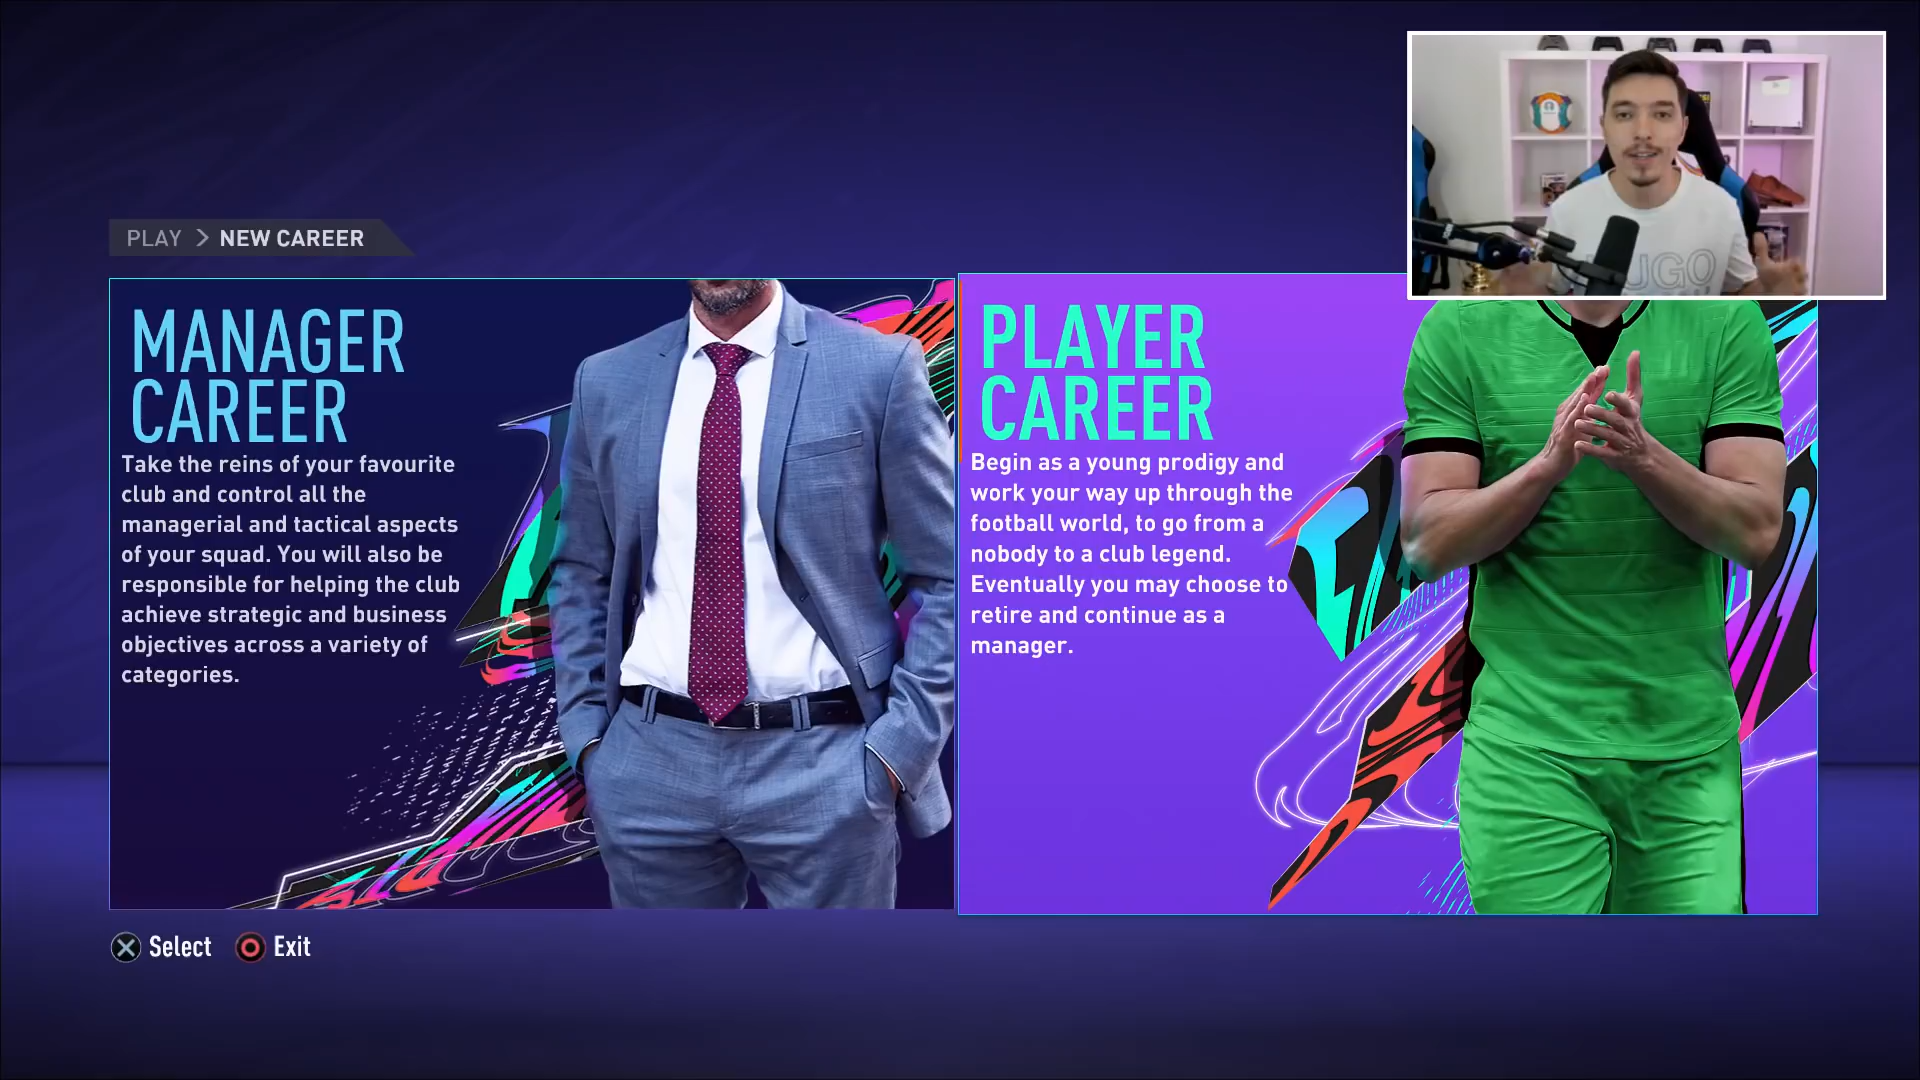 PLAY > NEW CAREER
MANAGER
CAREER
Take the reins of your favourite
club and control all the
managerial and tactical aspects
of your squad. You will also be
responsible for helping the club
achieve strategic and business
objectives across a variety of
categories.
PLAYER
CAREER
Begin as a young prodigy and
work your way up through the
football world, to go from a
nobody to a club legend.
Eventually you may choose to
retire and continue as a
manager.
Select
Exit
UGO